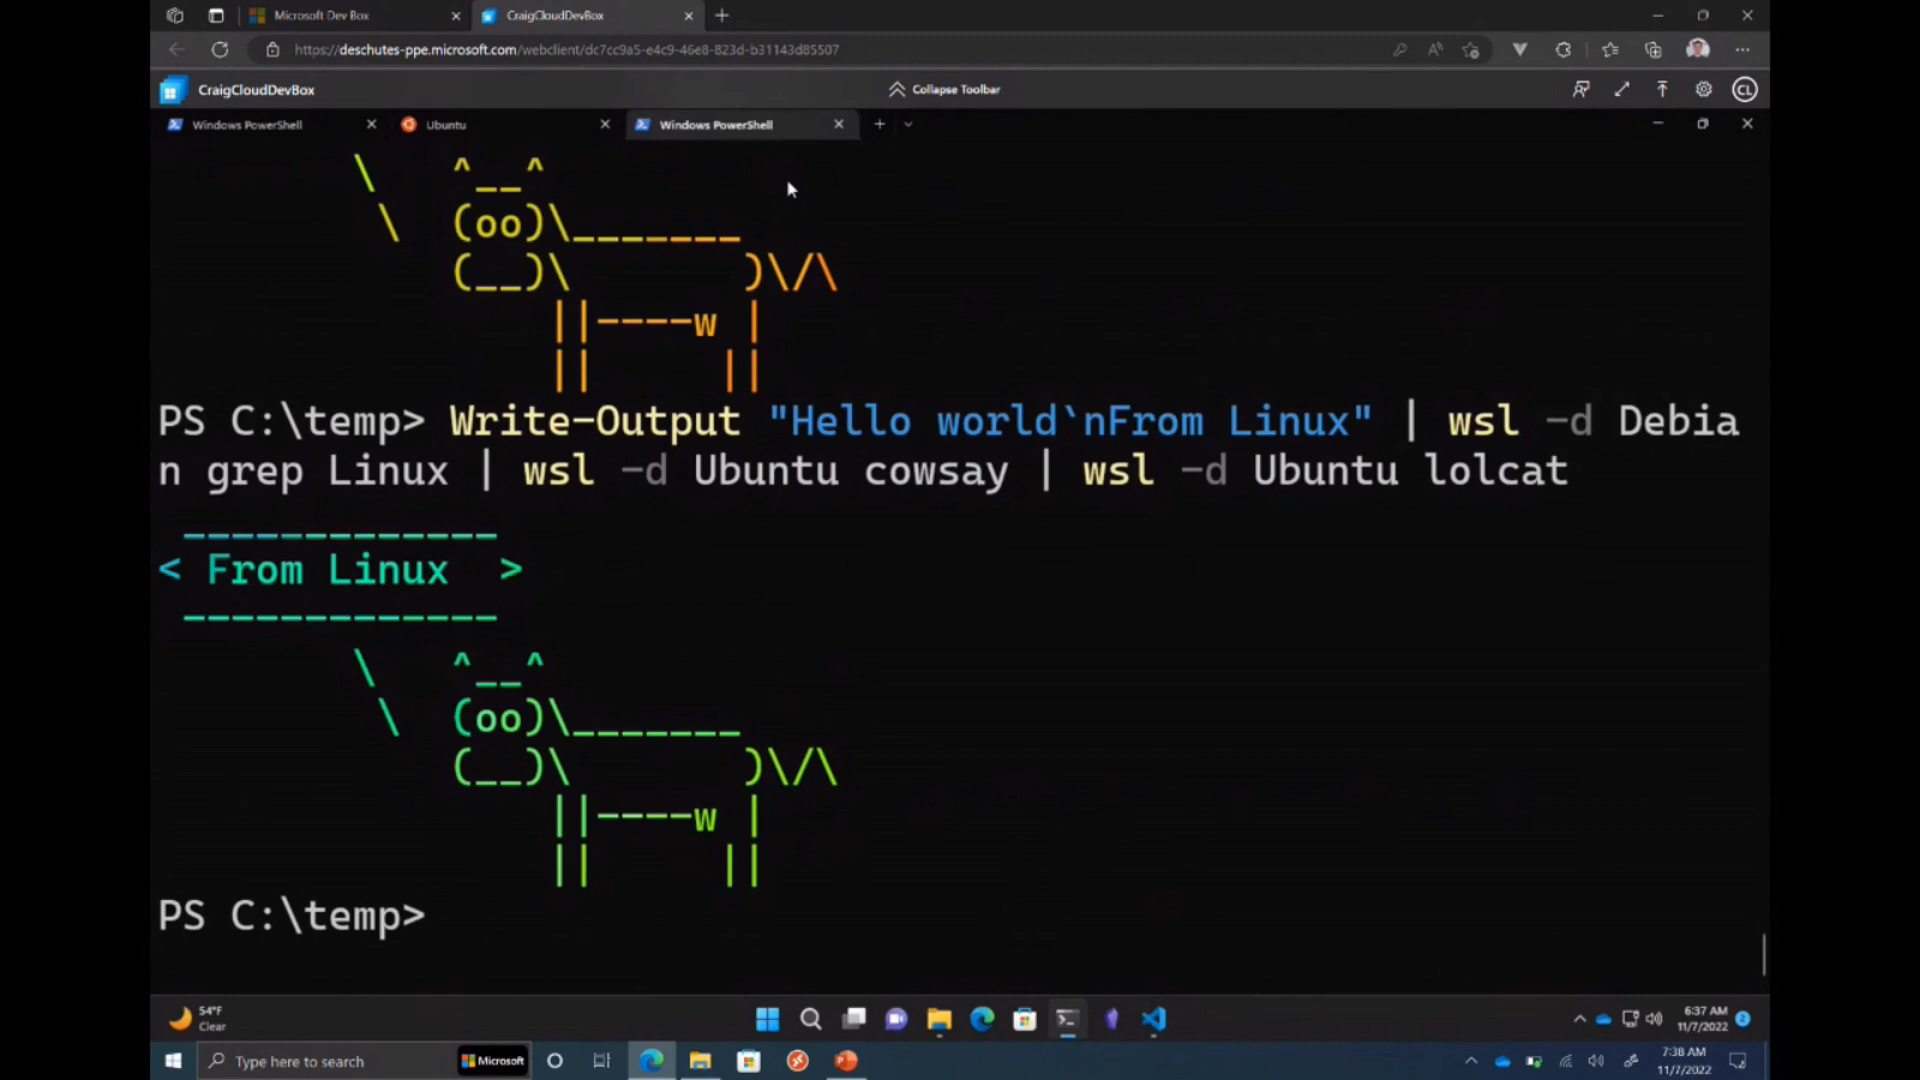 Microsoft Dev Box
CraigCloudDevBox
https://deschutes-ppe.microsoft.com/webclient/dc7cc9a5-e4c9-46e8-823d-b31143d85507
CraigCloudDevBox
Collapse Toolbar
CL
Windows PowerShell
Ubuntu
Windows PowerShell
\   ^__^
 \  (oo)\_______
    (__)\       )\/\
        ||----w |
        ||     ||
PS C:\temp> Write-Output "Hello world`nFrom Linux" | wsl -d Debia
n grep Linux | wsl -d Ubuntu cowsay | wsl -d Ubuntu lolcat
 _____________
< From Linux  >
 -------------
        \   ^__^
         \  (oo)\_______
            (__)\       )\/\
                ||----w |
                ||     ||
PS C:\temp>
54°F
Clear
6:37 AM
11/7/2022
2
Type here to search
Microsoft
7:38 AM
11/7/2022